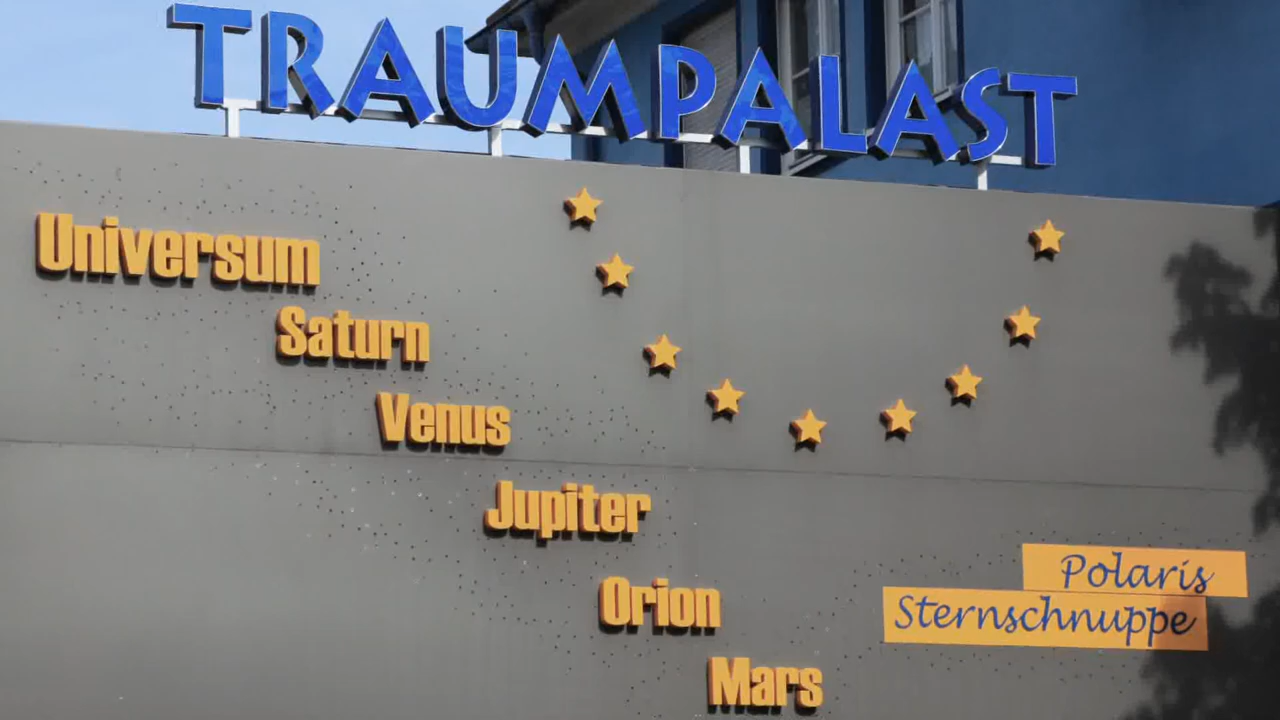 TRAUMPALAST
Universum
Saturn
Venus
Jupiter
Orion
Mars
Polaris
Sternschnuppe